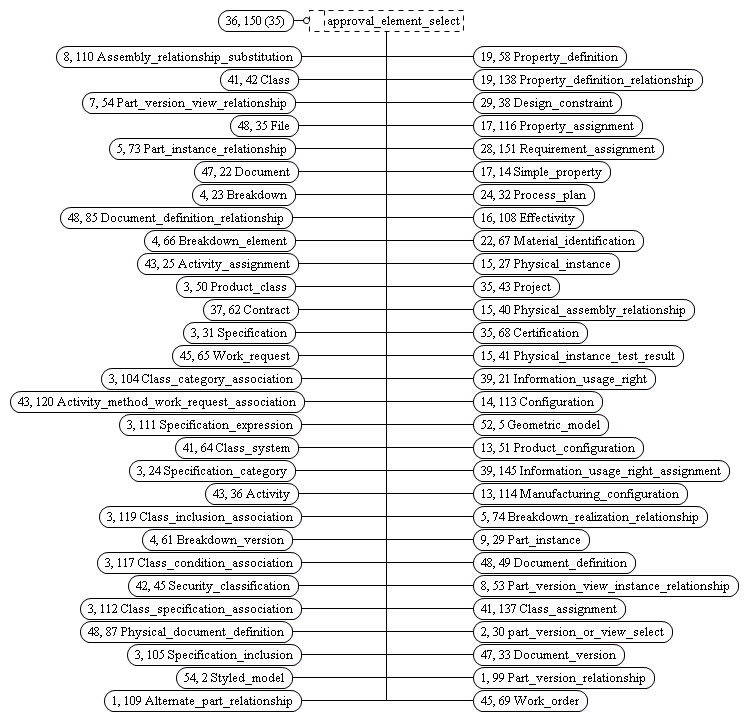 36, 150 (35)
approval_element_select
8, 110 Assembly_relationship_substitution
19, 58 Property_definition
41, 42 Class
19, 138 Property_definition_relationship
7, 54 Part_version_view_relationship
29, 38 Design_constraint
48, 35 File
17, 116 Property_assignment
5, 73 Part_instance_relationship
28, 151 Requirement_assignment
47, 22 Document
17, 14 Simple_property
4, 23 Breakdown
24, 32 Process_plan
48, 85 Document_definition_relationship
16, 108 Effectivity
4, 66 Breakdown_element
22, 67 Material_identification
43, 25 Activity_assignment
15, 27 Physical_instance
3, 50 Product_class
35, 43 Project
37, 62 Contract
15, 40 Physical_assembly_relationship
3, 31 Specification
35, 68 Certification
45, 65 Work_request
15, 41 Physical_instance_test_result
3, 104 Class_category_association
39, 21 Information_usage_right
43, 120 Activity_method_work_request_association
14, 113 Configuration
3, 111 Specification_expression
52, 5 Geometric_model
41, 64 Class_system
13, 51 Product_configuration
3, 24 Specification_category
39, 145 Information_usage_right_assignment
43, 36 Activity
13, 114 Manufacturing_configuration
3, 119 Class_inclusion_association
5, 74 Breakdown_realization_relationship
4, 61 Breakdown_version
9, 29 Part_instance
3, 117 Class_condition_association
48, 49 Document_definition
42, 45 Security_classification
8, 53 Part_version_view_instance_relationship
3, 112 Class_specification_association
41, 137 Class_assignment
48, 87 Physical_document_definition
2, 30 part_version_or_view_select
3, 105 Specification_inclusion
47, 33 Document_version
54, 2 Styled_model
1, 99 Part_version_relationship
1, 109 Alternate_part_relationship
45, 69 Work_order